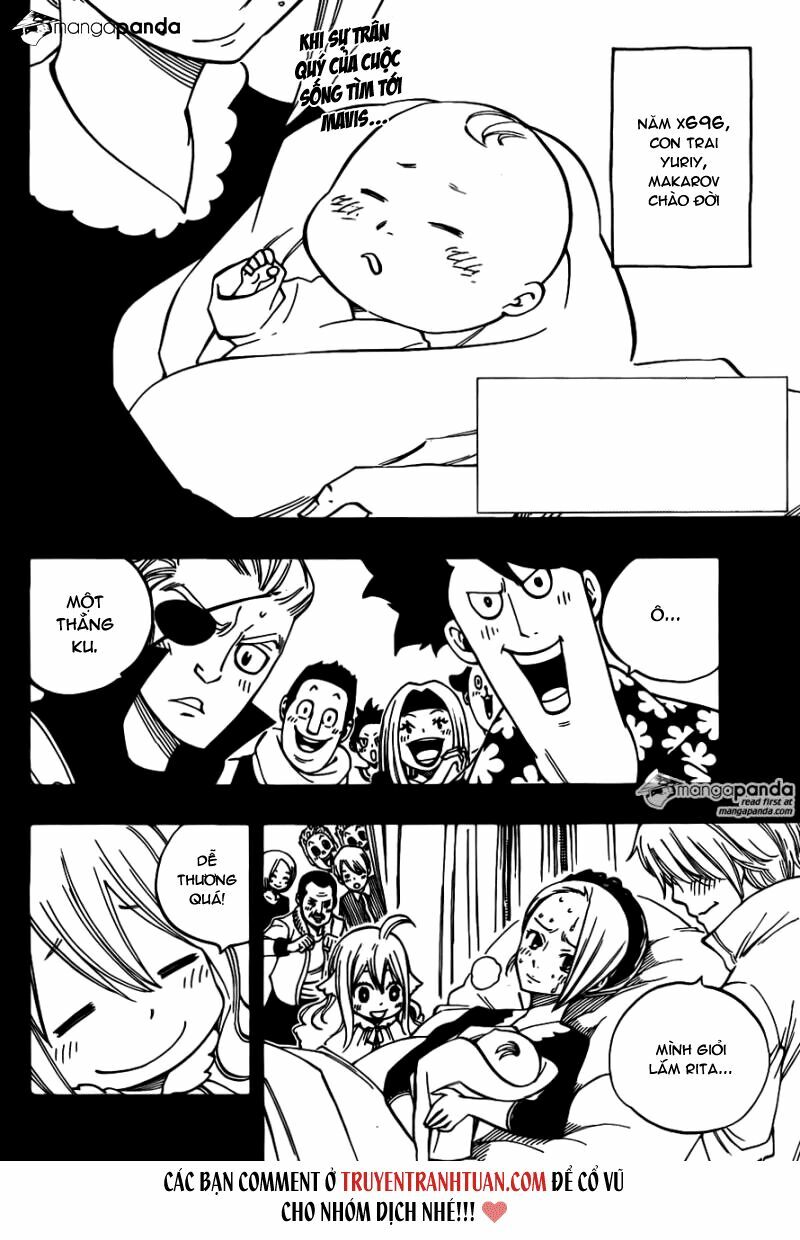 mangapanda
KHI SỰ TRÂN
QUÝ CỦA CUỘC
SỐNG TÌM TỚI
MAVIS...
NĂM X696,
CON TRAI
YURIY,
MAKAROV
CHÀO ĐỜI
MỘT
THẰNG
KU.
Ô...
mangapanda
read first at
mangapanda.com
DỄ
THƯƠNG
QUÁ!
MÌNH GIỎI
LẮM RITA...
CÁC BẠN COMMENT Ở TRUYENTRANHTUAN.COM ĐỂ CỔ VŨ
CHO NHÓM DỊCH NHÉ!!!